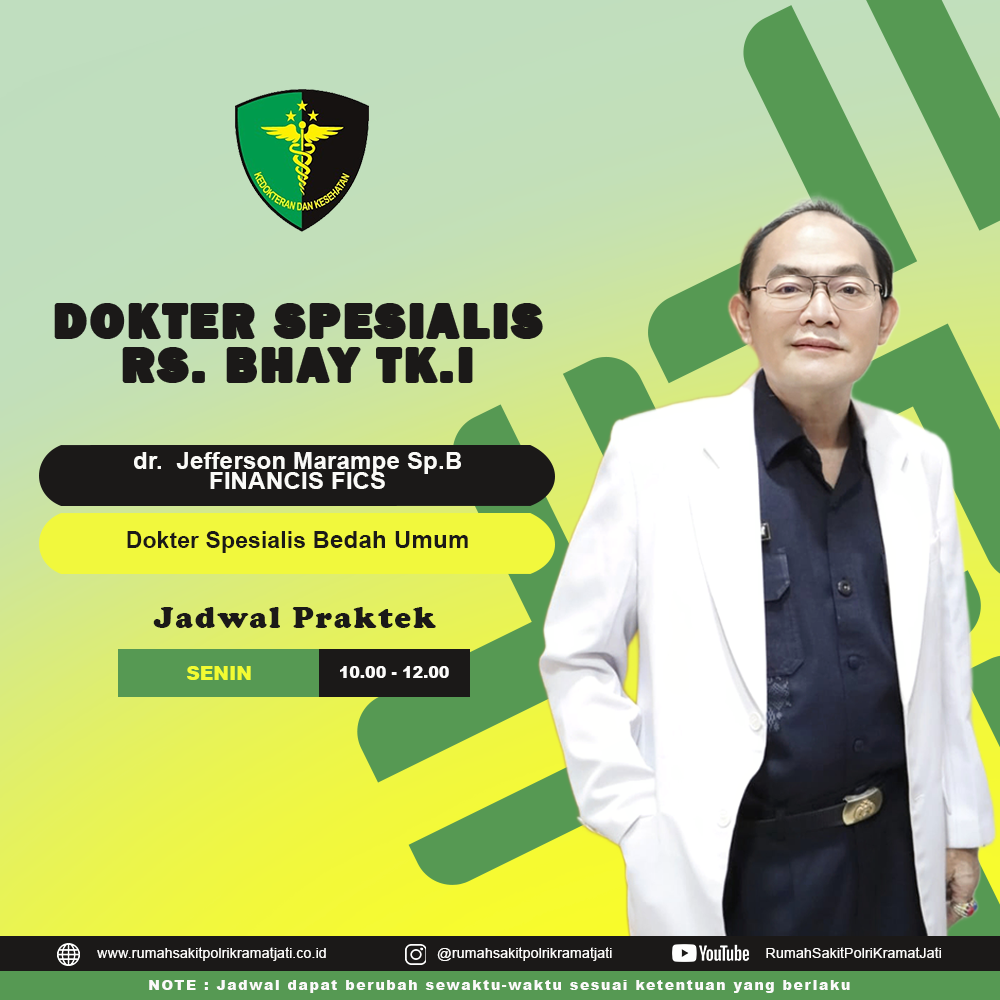 KEDOKTERAN DAN KESEHATAN
DOKTER SPESIALIS
RS. BHAY TK.I
dr.  Jefferson Marampe Sp.B
FINANCIS FICS
Dokter Spesialis Bedah Umum
Jadwal Praktek
SENIN 10.00 - 12.00
www.rumahsakitpolrikramatjati.co.id @rumahsakitpolrikramatjati YouTube RumahSakitPolriKramatJati
NOTE : Jadwal dapat berubah sewaktu-waktu sesuai ketentuan yang berlaku